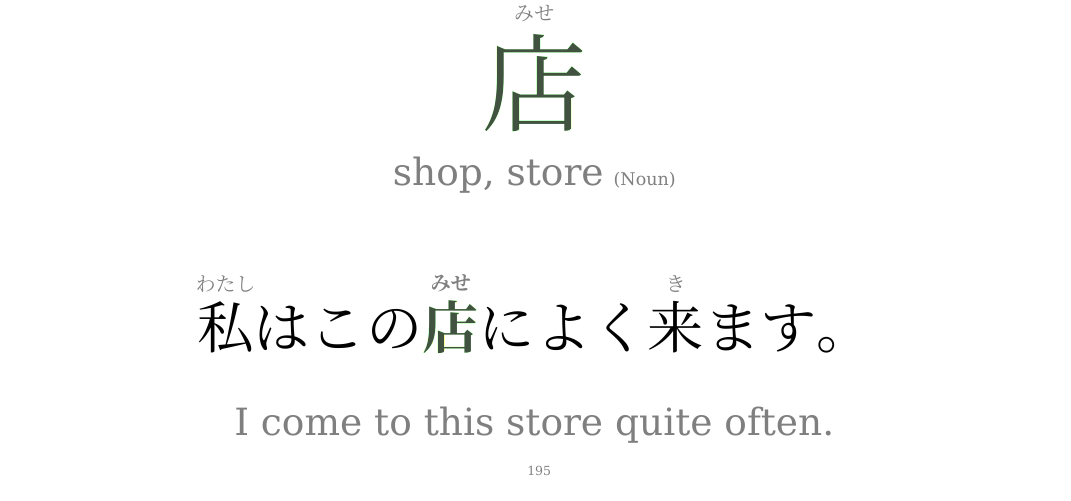 みせ
店
shop, store (Noun)
わたし みせ き
私はこの店によく来ます。
I come to this store quite often.
195